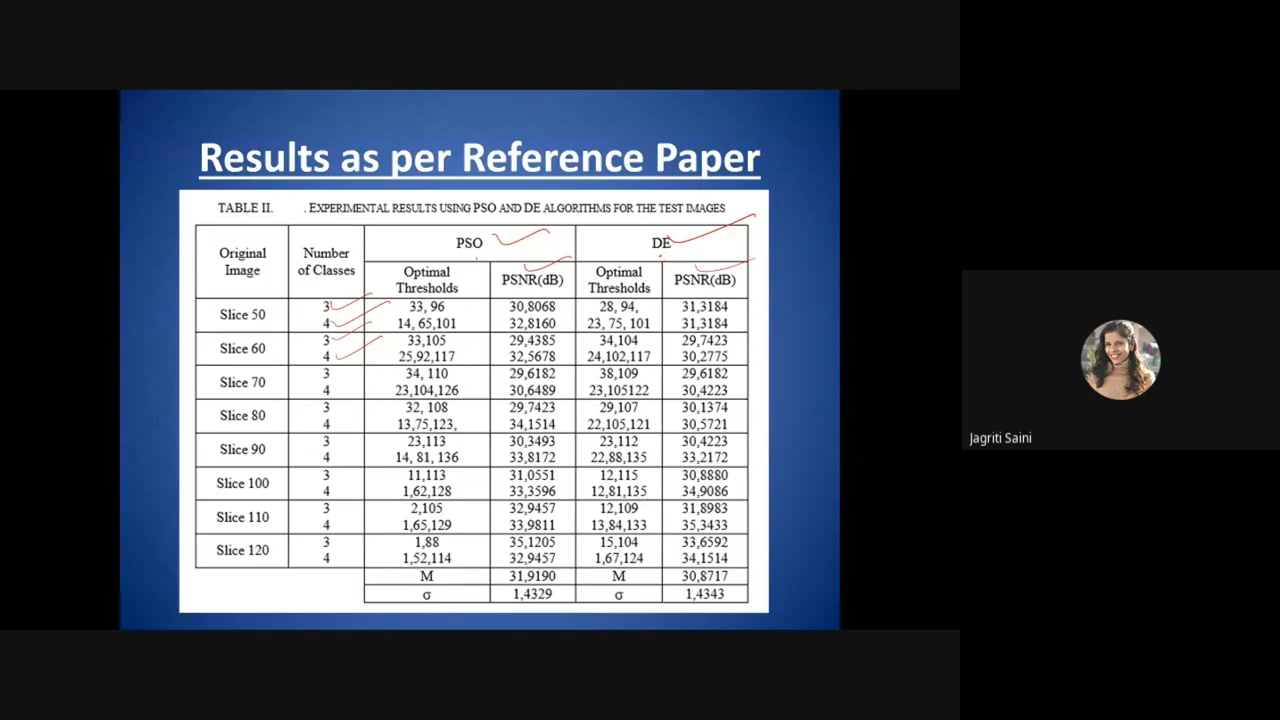 Results as per Reference Paper
TABLE II. . EXPERIMENTAL RESULTS USING PSO AND DE ALGORITHMS FOR THE TEST IMAGES
Original Image Number of Classes PSO DE
Optimal Thresholds PSNR(dB) Optimal Thresholds PSNR(dB)
Slice 50 3 33, 96 30,8068 28, 94, 31,3184
4 14, 65,101 32,8160 23, 75, 101 31,3184
Slice 60 3 33,105 29,4385 34,104 29,7423
4 25,92,117 32,5678 24,102,117 30,2775
Slice 70 3 34, 110 29,6182 38,109 29,6182
4 23,104,126 30,6489 23,105122 30,4223
Slice 80 3 32, 108 29,7423 29,107 30,1374
4 13,75,123, 34,1514 22,105,121 30,5721
Slice 90 3 23,113 30,3493 23,112 30,4223
4 14, 81, 136 33,8172 22,88,135 33,2172
Slice 100 3 11,113 31,0551 12,115 30,8880
4 1,62,128 33,3596 12,81,135 34,9086
Slice 110 3 2,105 32,9457 12,109 31,8983
4 1,65,129 33,9811 13,84,133 35,3433
Slice 120 3 1,88 35,1205 15,104 33,6592
4 1,52,114 32,9457 1,67,124 34,1514
M 31,9190 M 30,8717
σ 1,4329 σ 1,4343
Jagriti Saini